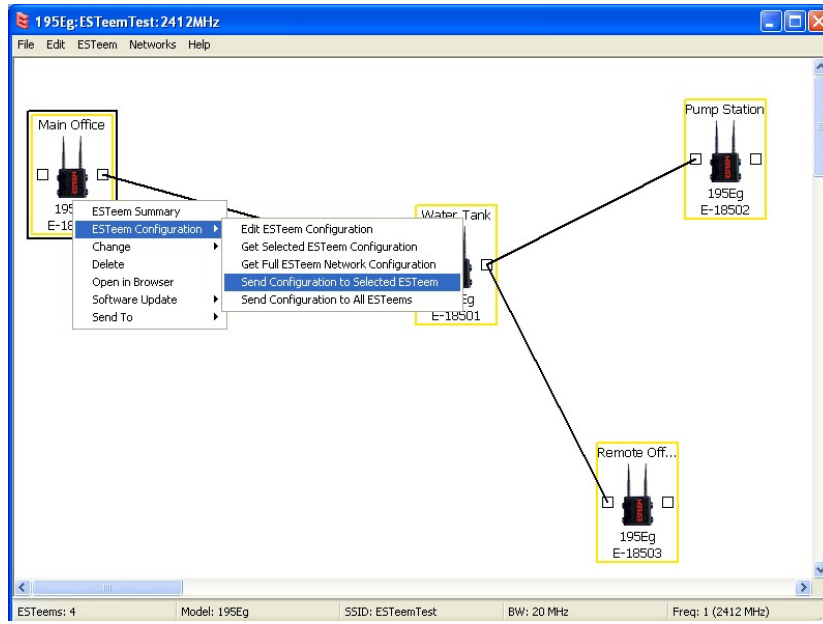 195Eg:ESTeemTest:2412MHz
File Edit ESTeem Networks Help
Main Office
195
E-18
ESTeem Summary
ESTeem Configuration
Change
Delete
Open in Browser
Software Update
Send To
Edit ESTeem Configuration
Get Selected ESTeem Configuration
Get Full ESTeem Network Configuration
Send Configuration to Selected ESTeem
Send Configuration to All ESTeems
Water Tank
Eg
E-18501
Pump Station
195Eg
E-18502
Remote Off...
195Eg
E-18503
ESTeems: 4 Model: 195Eg SSID: ESTeemTest BW: 20 MHz Freq: 1 (2412 MHz)